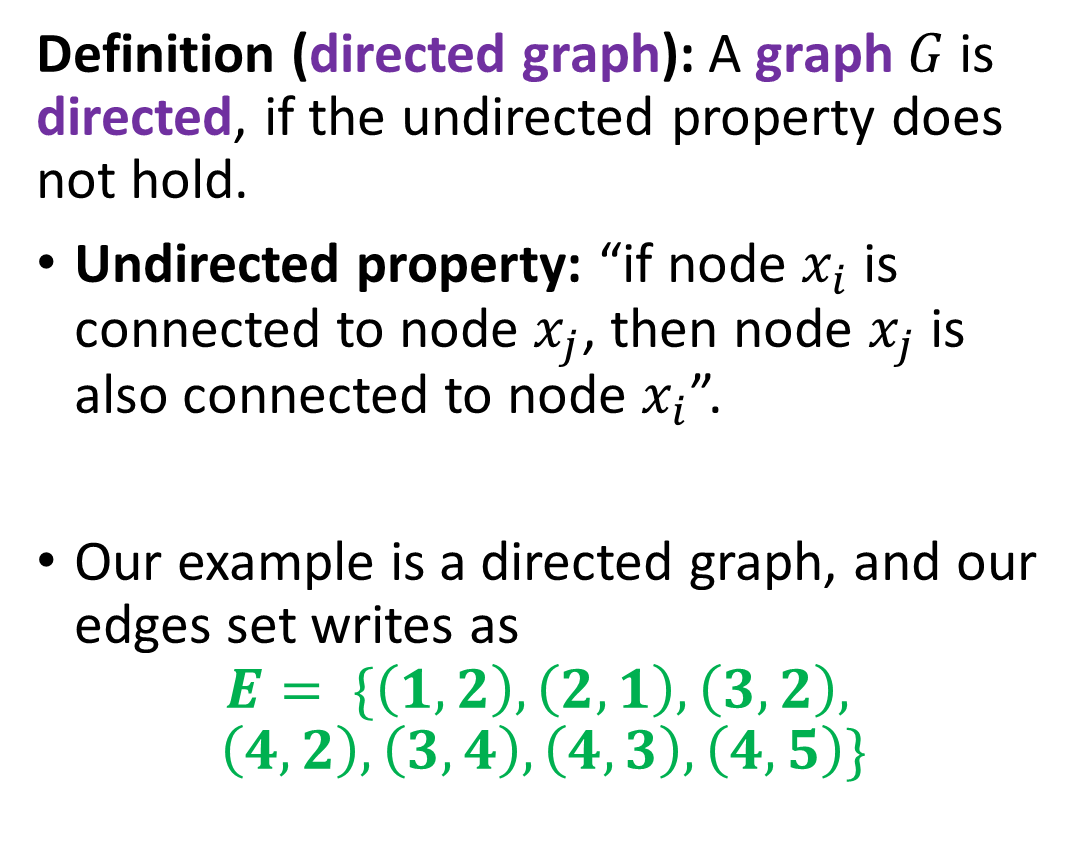 Definition (directed graph): A graph 𝐺 is
directed, if the undirected property does
not hold.
• Undirected property: “if node 𝑥ᵢ is
connected to node 𝑥ⱼ, then node 𝑥ⱼ is
also connected to node 𝑥ᵢ”.
• Our example is a directed graph, and our
edges set writes as
𝑬 = {(𝟏, 𝟐), (𝟐, 𝟏), (𝟑, 𝟐),
(𝟒, 𝟐), (𝟑, 𝟒), (𝟒, 𝟑), (𝟒, 𝟓)}